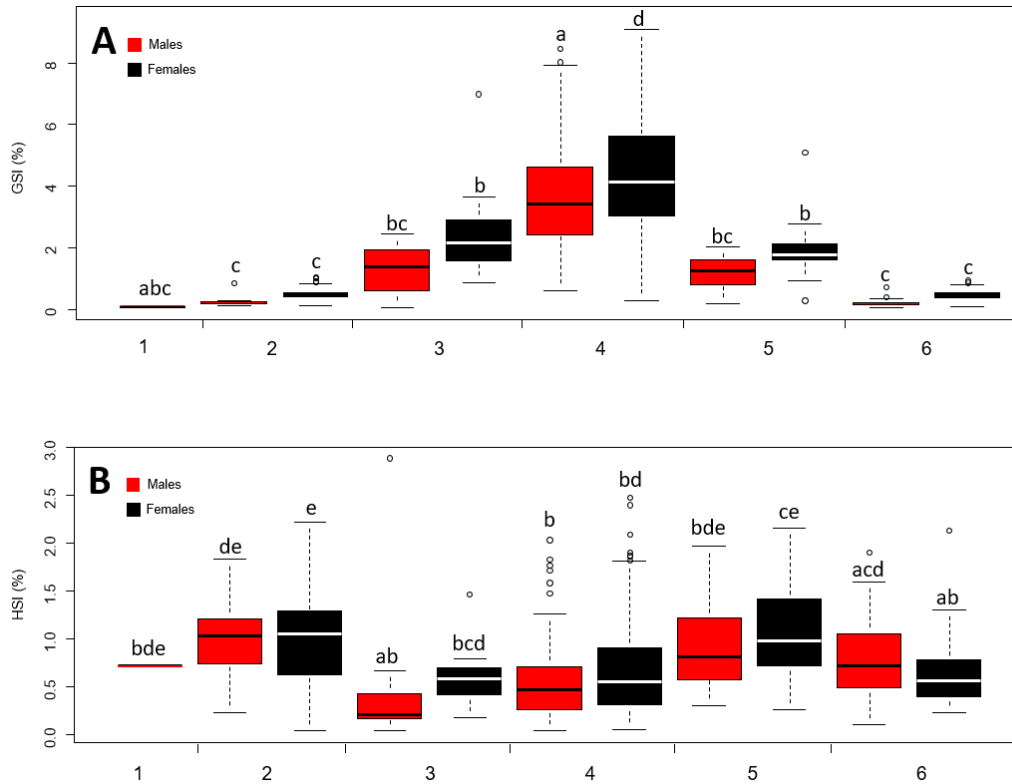 A
Males
Females
GSI (%)
8
6
4
2
0
abc
c
c
bc
b
a
d
bc
b
c
c
1 2 3 4 5 6
B
Males
Females
HSI (%)
3.0
2.5
2.0
1.5
1.0
0.5
0.0
bde
de
e
ab
bcd
b
bd
bde
ce
acd
ab
1 2 3 4 5 6